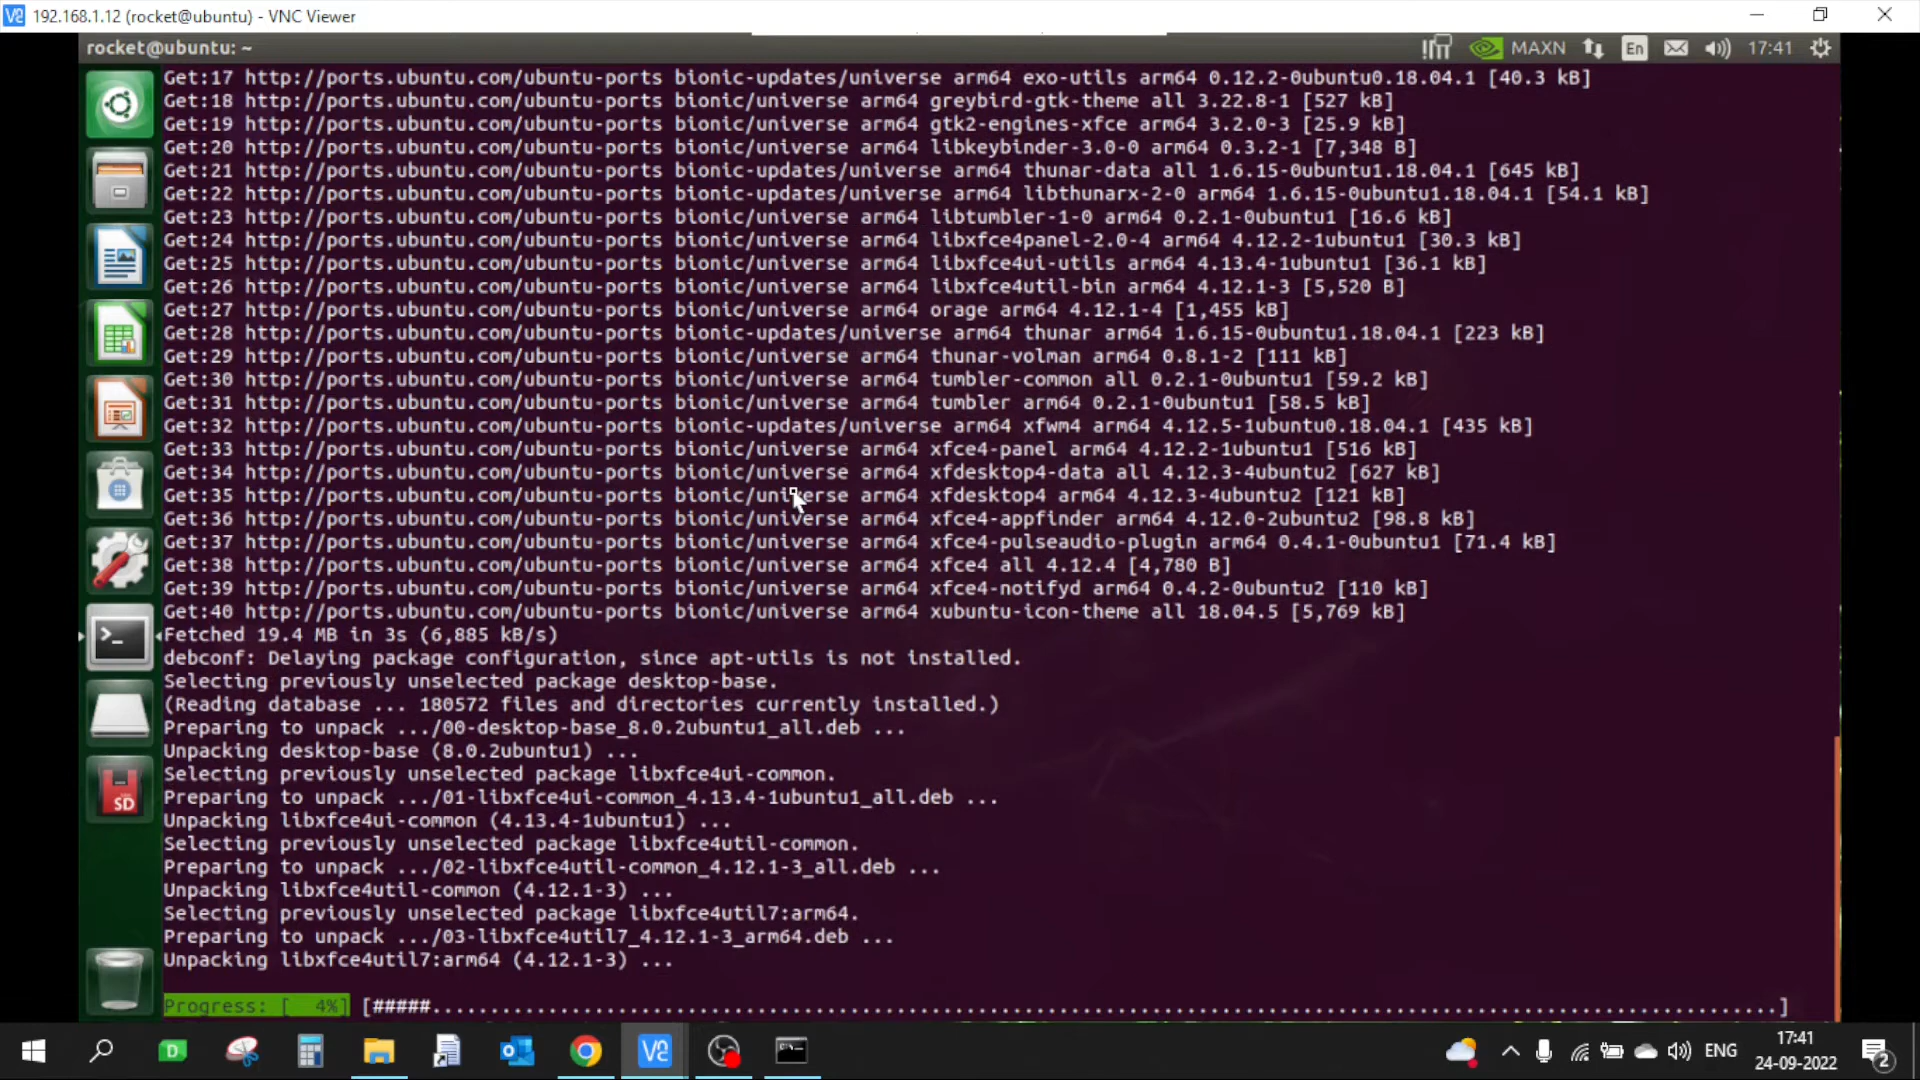 192.168.1.12 (rocket@ubuntu) - VNC Viewer
rocket@ubuntu: ~
MAXN
En
17:41
Get:17 http://ports.ubuntu.com/ubuntu-ports bionic-updates/universe arm64 exo-utils arm64 0.12.2-0ubuntu0.18.04.1 [40.3 kB]
Get:18 http://ports.ubuntu.com/ubuntu-ports bionic/universe arm64 greybird-gtk-theme all 3.22.8-1 [527 kB]
Get:19 http://ports.ubuntu.com/ubuntu-ports bionic/universe arm64 gtk2-engines-xfce arm64 3.2.0-3 [25.9 kB]
Get:20 http://ports.ubuntu.com/ubuntu-ports bionic/universe arm64 libkeybinder-3.0-0 arm64 0.3.2-1 [7,348 B]
Get:21 http://ports.ubuntu.com/ubuntu-ports bionic-updates/universe arm64 thunar-data all 1.6.15-0ubuntu1.18.04.1 [645 kB]
Get:22 http://ports.ubuntu.com/ubuntu-ports bionic-updates/universe arm64 libthunarx-2-0 arm64 1.6.15-0ubuntu1.18.04.1 [54.1 kB]
Get:23 http://ports.ubuntu.com/ubuntu-ports bionic/universe arm64 libtumbler-1-0 arm64 0.2.1-0ubuntu1 [16.6 kB]
Get:24 http://ports.ubuntu.com/ubuntu-ports bionic/universe arm64 libxfce4panel-2.0-4 arm64 4.12.2-1ubuntu1 [30.3 kB]
Get:25 http://ports.ubuntu.com/ubuntu-ports bionic/universe arm64 libxfce4ui-utils arm64 4.13.4-1ubuntu1 [36.1 kB]
Get:26 http://ports.ubuntu.com/ubuntu-ports bionic/universe arm64 libxfce4util-bin arm64 4.12.1-3 [5,520 B]
Get:27 http://ports.ubuntu.com/ubuntu-ports bionic/universe arm64 orage arm64 4.12.1-4 [1,455 kB]
Get:28 http://ports.ubuntu.com/ubuntu-ports bionic-updates/universe arm64 thunar arm64 1.6.15-0ubuntu1.18.04.1 [223 kB]
Get:29 http://ports.ubuntu.com/ubuntu-ports bionic/universe arm64 thunar-volman arm64 0.8.1-2 [111 kB]
Get:30 http://ports.ubuntu.com/ubuntu-ports bionic/universe arm64 tumbler-common all 0.2.1-0ubuntu1 [59.2 kB]
Get:31 http://ports.ubuntu.com/ubuntu-ports bionic/universe arm64 tumbler arm64 0.2.1-0ubuntu1 [58.5 kB]
Get:32 http://ports.ubuntu.com/ubuntu-ports bionic-updates/universe arm64 xfwm4 arm64 4.12.5-1ubuntu0.18.04.1 [435 kB]
Get:33 http://ports.ubuntu.com/ubuntu-ports bionic/universe arm64 xfce4-panel arm64 4.12.2-1ubuntu1 [516 kB]
Get:34 http://ports.ubuntu.com/ubuntu-ports bionic/universe arm64 xfdesktop4-data all 4.12.3-4ubuntu2 [627 kB]
Get:35 http://ports.ubuntu.com/ubuntu-ports bionic/universe arm64 xfdesktop4 arm64 4.12.3-4ubuntu2 [121 kB]
Get:36 http://ports.ubuntu.com/ubuntu-ports bionic/universe arm64 xfce4-appfinder arm64 4.12.0-2ubuntu2 [98.8 kB]
Get:37 http://ports.ubuntu.com/ubuntu-ports bionic/universe arm64 xfce4-pulseaudio-plugin arm64 0.4.1-0ubuntu1 [71.4 kB]
Get:38 http://ports.ubuntu.com/ubuntu-ports bionic/universe arm64 xfce4 all 4.12.4 [4,780 B]
Get:39 http://ports.ubuntu.com/ubuntu-ports bionic/universe arm64 xfce4-notifyd arm64 0.4.2-0ubuntu2 [110 kB]
Get:40 http://ports.ubuntu.com/ubuntu-ports bionic/universe arm64 xubuntu-icon-theme all 18.04.5 [5,769 kB]
Fetched 19.4 MB in 3s (6,885 kB/s)
debconf: Delaying package configuration, since apt-utils is not installed.
Selecting previously unselected package desktop-base.
(Reading database ... 180572 files and directories currently installed.)
Preparing to unpack .../00-desktop-base_8.0.2ubuntu1_all.deb ...
Unpacking desktop-base (8.0.2ubuntu1) ...
Selecting previously unselected package libxfce4ui-common.
Preparing to unpack .../01-libxfce4ui-common_4.13.4-1ubuntu1_all.deb ...
Unpacking libxfce4ui-common (4.13.4-1ubuntu1) ...
Selecting previously unselected package libxfce4util-common.
Preparing to unpack .../02-libxfce4util-common_4.12.1-3_all.deb ...
Unpacking libxfce4util-common (4.12.1-3) ...
Selecting previously unselected package libxfce4util7:arm64.
Preparing to unpack .../03-libxfce4util7_4.12.1-3_arm64.deb ...
Unpacking libxfce4util7:arm64 (4.12.1-3) ...
SD
Progress: [  4%] [#####....................................................................................................................]
ENG
17:41
24-09-2022
2